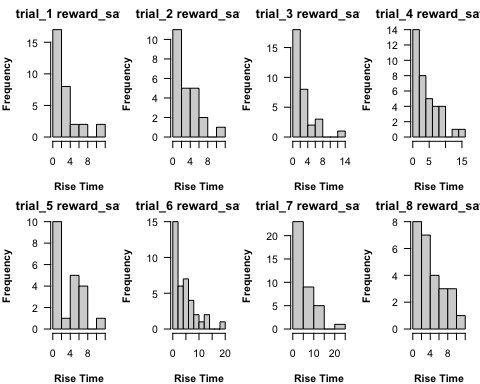 trial_1 reward_sa
trial_2 reward_sa
trial_3 reward_sa
trial_4 reward_sa
Frequency
15
10
5
0
0 4 8
Rise Time
Frequency
10
8
6
4
2
0
0 4 8
Rise Time
Frequency
15
10
5
0
0 4 8 14
Rise Time
Frequency
14
12
10
8
6
4
2
0
0 5 15
Rise Time
trial_5 reward_sa
trial_6 reward_sa
trial_7 reward_sa
trial_8 reward_sa
Frequency
10
8
6
4
2
0
0 4 8
Rise Time
Frequency
15
10
5
0
0 10 20
Rise Time
Frequency
20
15
10
5
0
0 10 20
Rise Time
Frequency
8
6
4
2
0
0 4 8
Rise Time